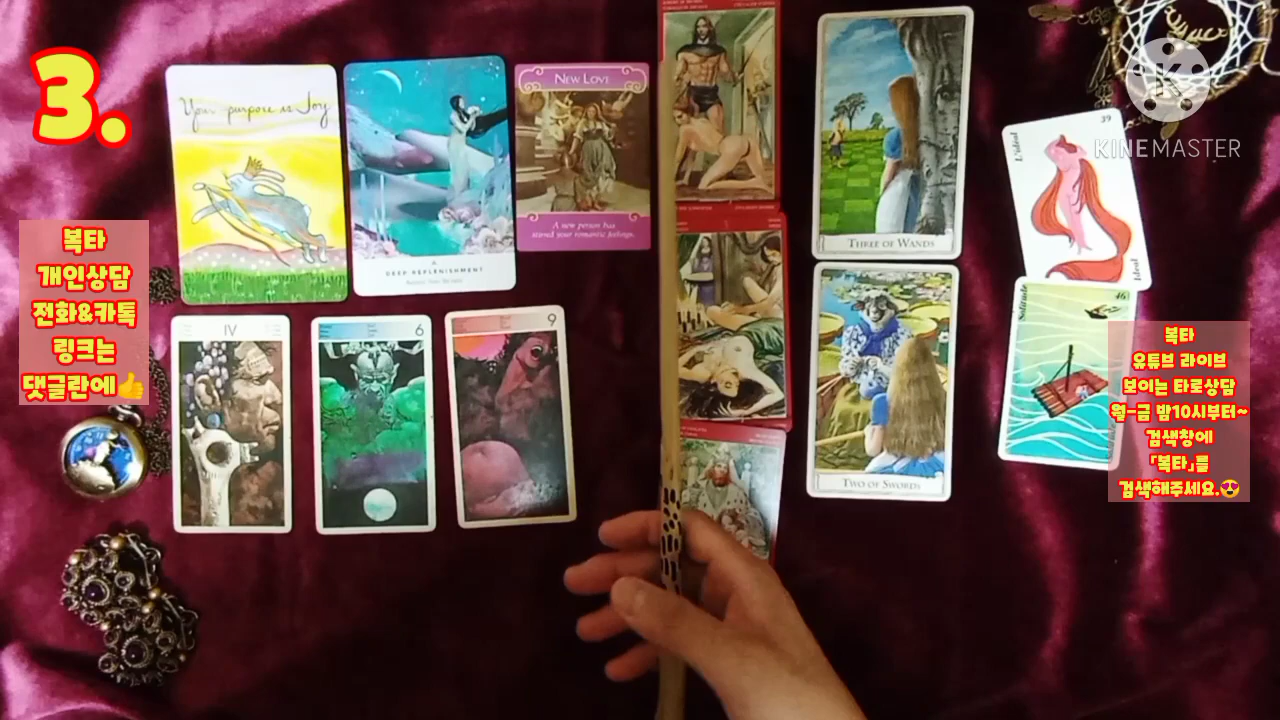 3.
복타
개인상담
전화&카톡
링크는
댓글란에👍
Your purpose is Joy
DEEP REPLENISHMENT
NEW LOVE
A new person has
stirred your romantic feelings.
IV
6
9
THREE OF WANDS
TWO OF SWORDS
39
L'idéal
Ideal
Solitude
46
K
KINEMASTER
복타
유튜브 라이브
보이는 타로상담
월-금 밤10시부터~
검색창에
「복타」를
검색해주세요.😍